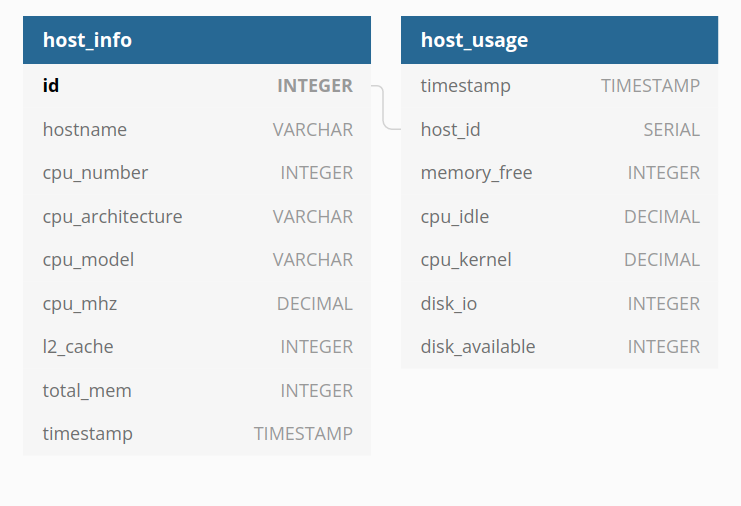 host_info
id INTEGER
hostname VARCHAR
cpu_number INTEGER
cpu_architecture VARCHAR
cpu_model VARCHAR
cpu_mhz DECIMAL
l2_cache INTEGER
total_mem INTEGER
timestamp TIMESTAMP
host_usage
timestamp TIMESTAMP
host_id SERIAL
memory_free INTEGER
cpu_idle DECIMAL
cpu_kernel DECIMAL
disk_io INTEGER
disk_available INTEGER